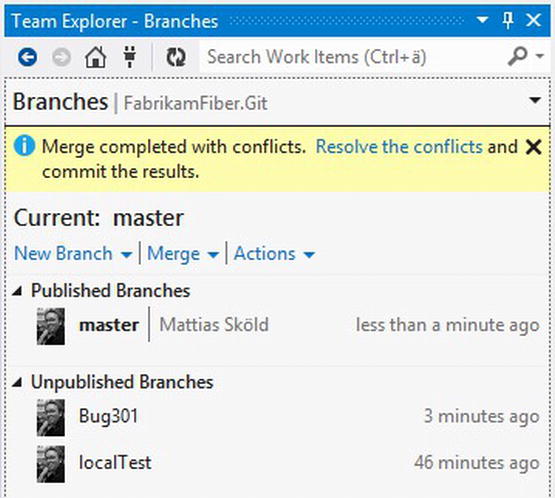 Team Explorer - Branches
Search Work Items (Ctrl+ä)
Branches | FabrikamFiber.Git
Merge completed with conflicts. Resolve the conflicts and
commit the results.
Current: master
New Branch | Merge | Actions
Published Branches
master | Mattias Sköld less than a minute ago
Unpublished Branches
Bug301 3 minutes ago
localTest 46 minutes ago